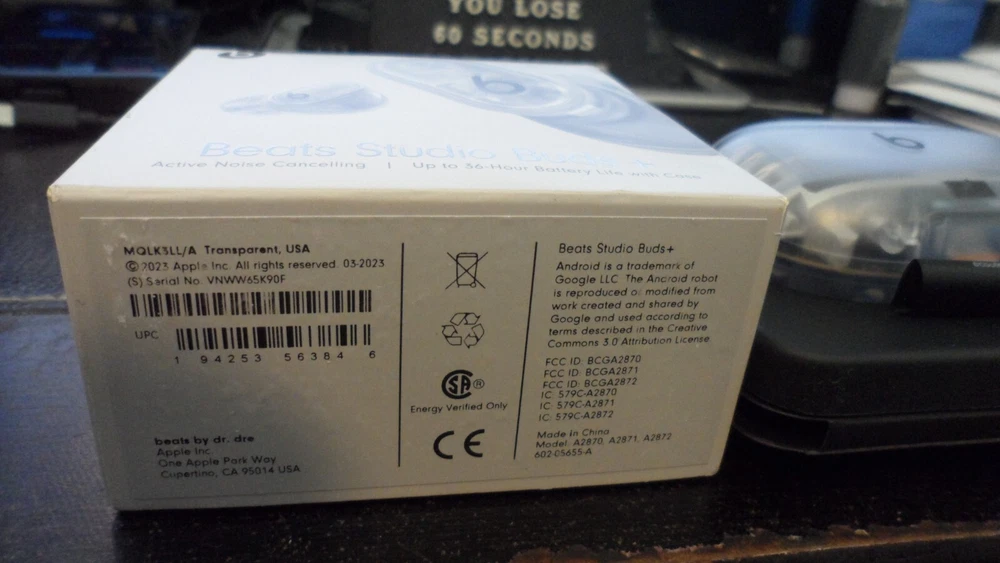 YOU LOSE
60 SECONDS
Beats Studio Buds+
Active Noise Cancelling | Up to 36-Hour Battery Life with Case
MQLK3LL/A Transparent, USA
©2023 Apple Inc. All rights reserved. 03-2023
(S) Serial No. VNWW65K90F
UPC
1 94253 56384 6
beats by dr. dre
Apple Inc.
One Apple Park Way
Cupertino, CA 95014 USA
CSA®
Energy Verified Only
CE
Beats Studio Buds+
Android is a trademark of
Google LLC. The Android robot
is reproduced or modified from
work created and shared by
Google and used according to
terms described in the Creative
Commons 3.0 Attribution License.
FCC ID: BCGA2870
FCC ID: BCGA2871
FCC ID: BCGA2872
IC: 579C-A2870
IC: 579C-A2871
IC: 579C-A2872
Made in China
Model: A2870, A2871, A2872
602-05655-A